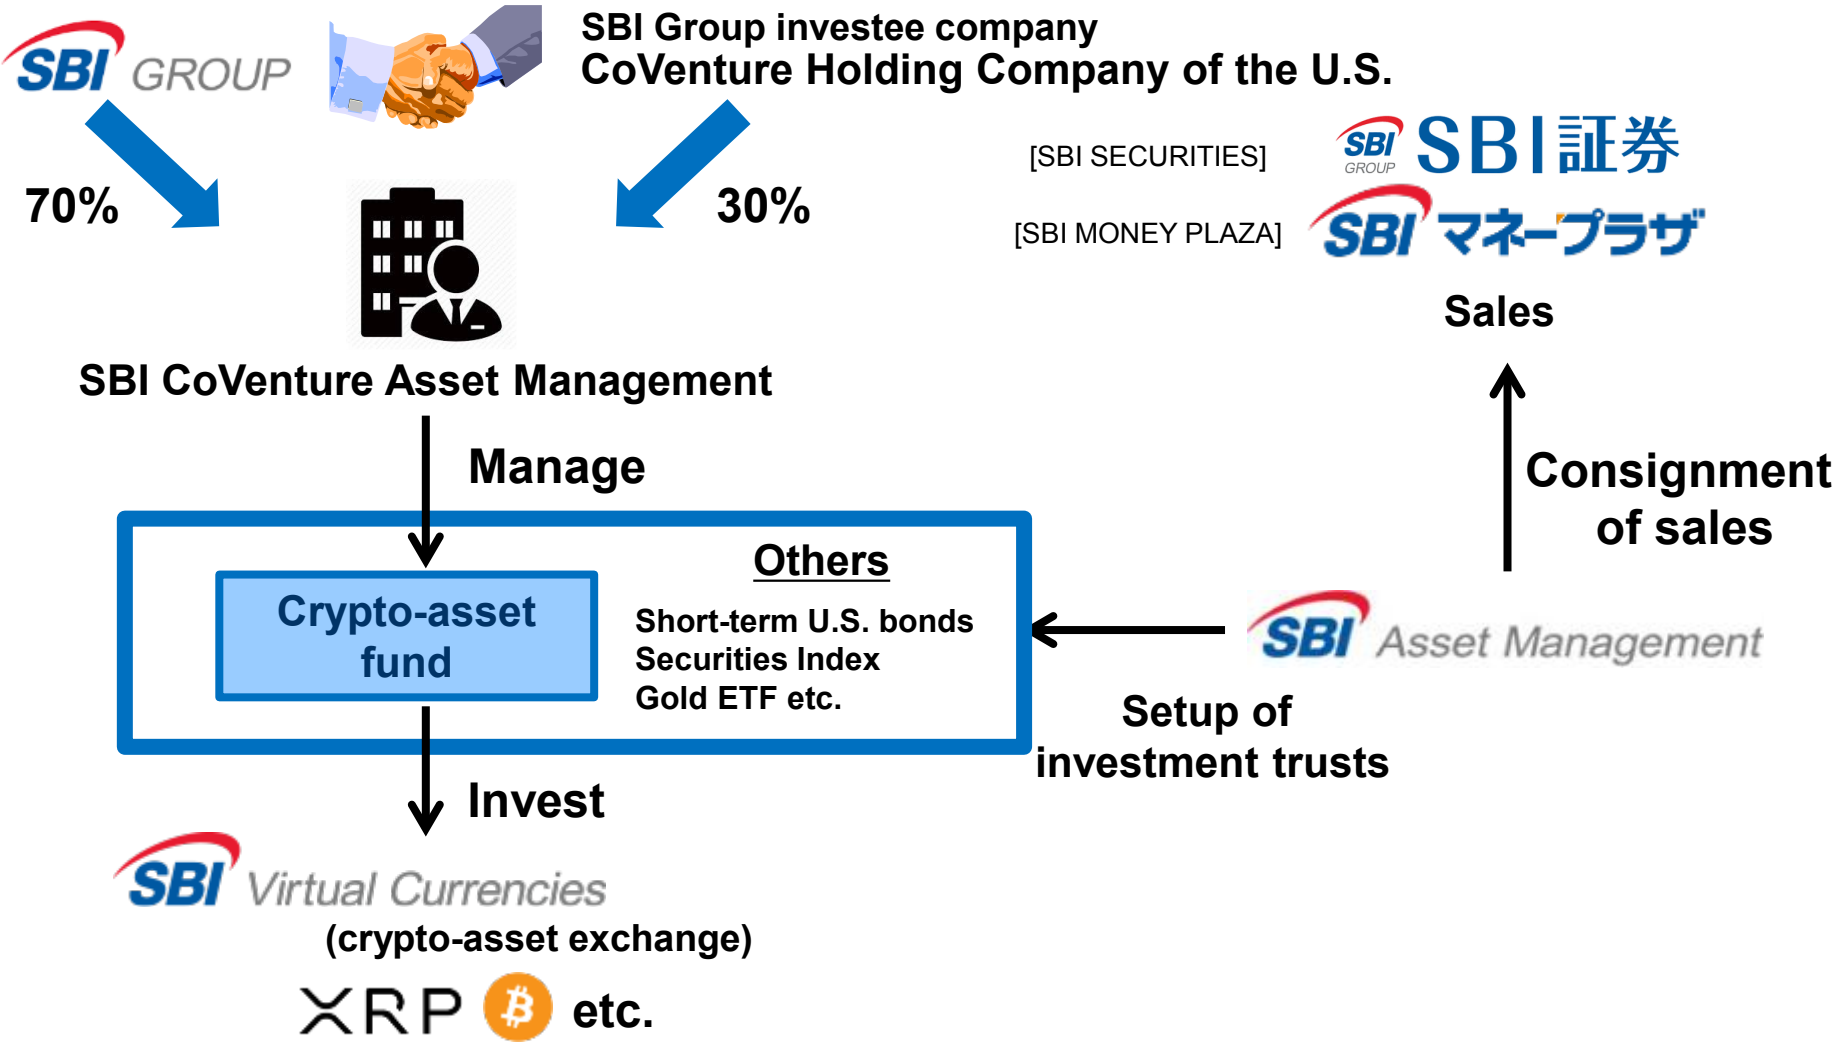 SBI GROUP
SBI Group investee company
CoVenture Holding Company of the U.S.
70%
30%
[SBI SECURITIES]
SBI GROUP SBI証券
[SBI MONEY PLAZA]
SBI マネープラザ
Sales
SBI CoVenture Asset Management
Manage
Consignment
of sales
Others
Crypto-asset
fund
Short-term U.S. bonds
Securities Index
Gold ETF etc.
SBI Asset Management
Setup of
investment trusts
Invest
SBI Virtual Currencies
(crypto-asset exchange)
XRP ₿ etc.